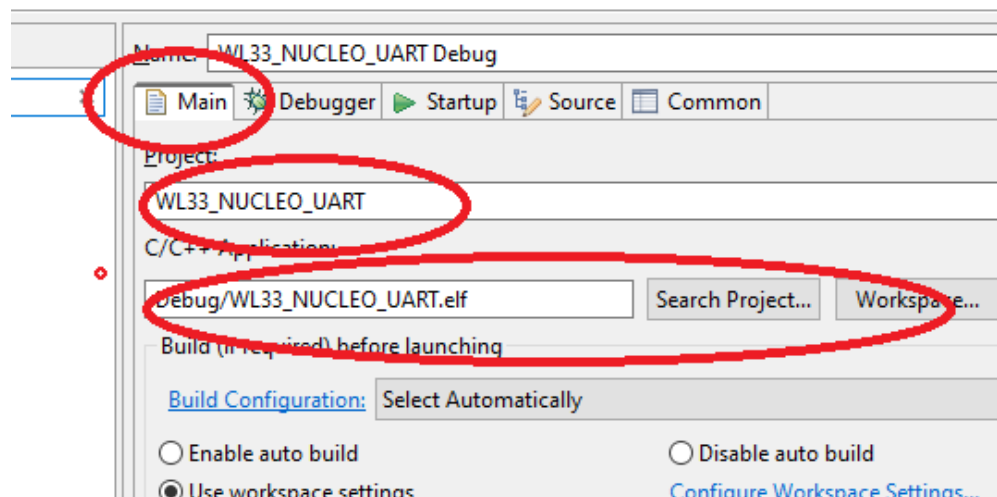 Name: WL33_NUCLEO_UART Debug
Main Debugger Startup Source Common
Project:
WL33_NUCLEO_UART
C/C++ Application:
Debug/WL33_NUCLEO_UART.elf Search Project... Workspace...
Build (if required) before launching
Build Configuration: Select Automatically
Enable auto build Disable auto build
Use workspace settings Configure Workspace Settings...